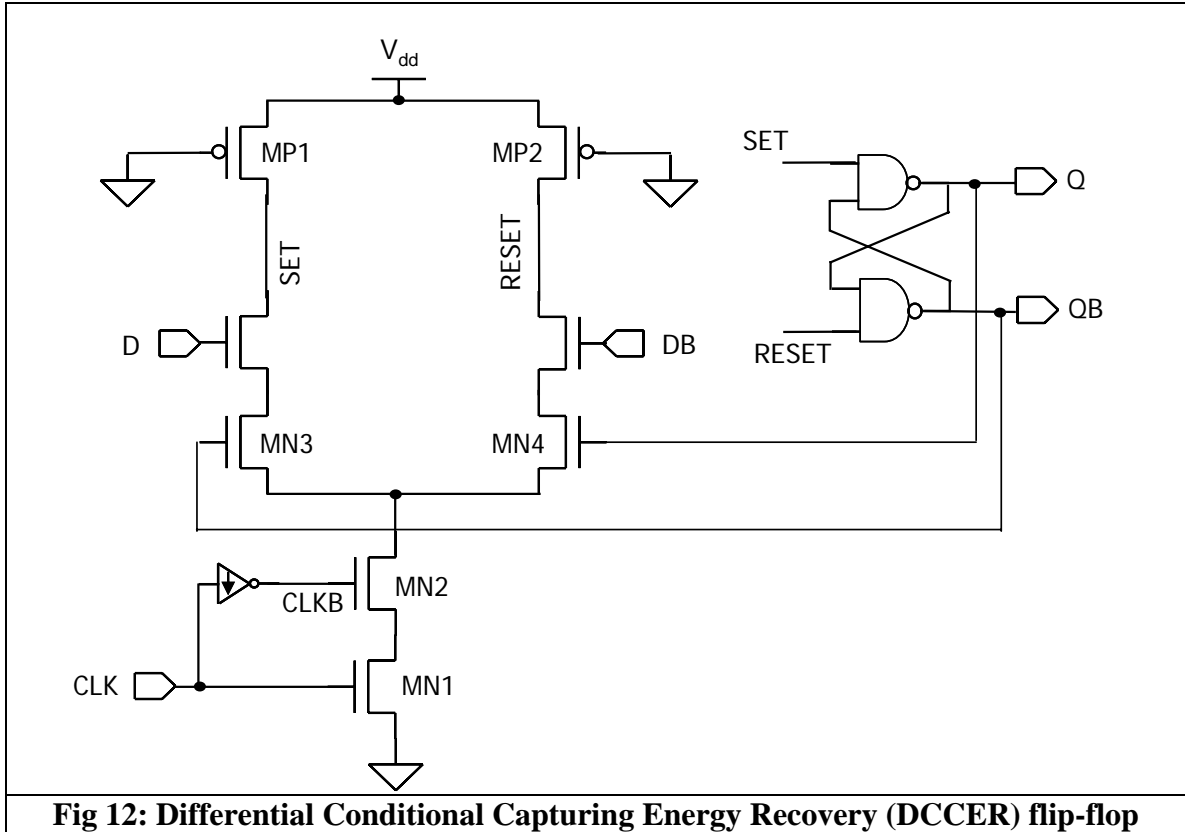 Vdd
MP1
MP2
SET
RESET
D
DB
MN3
MN4
CLKB
MN2
CLK
MN1
SET
Q
QB
RESET
Fig 12: Differential Conditional Capturing Energy Recovery (DCCER) flip-flop